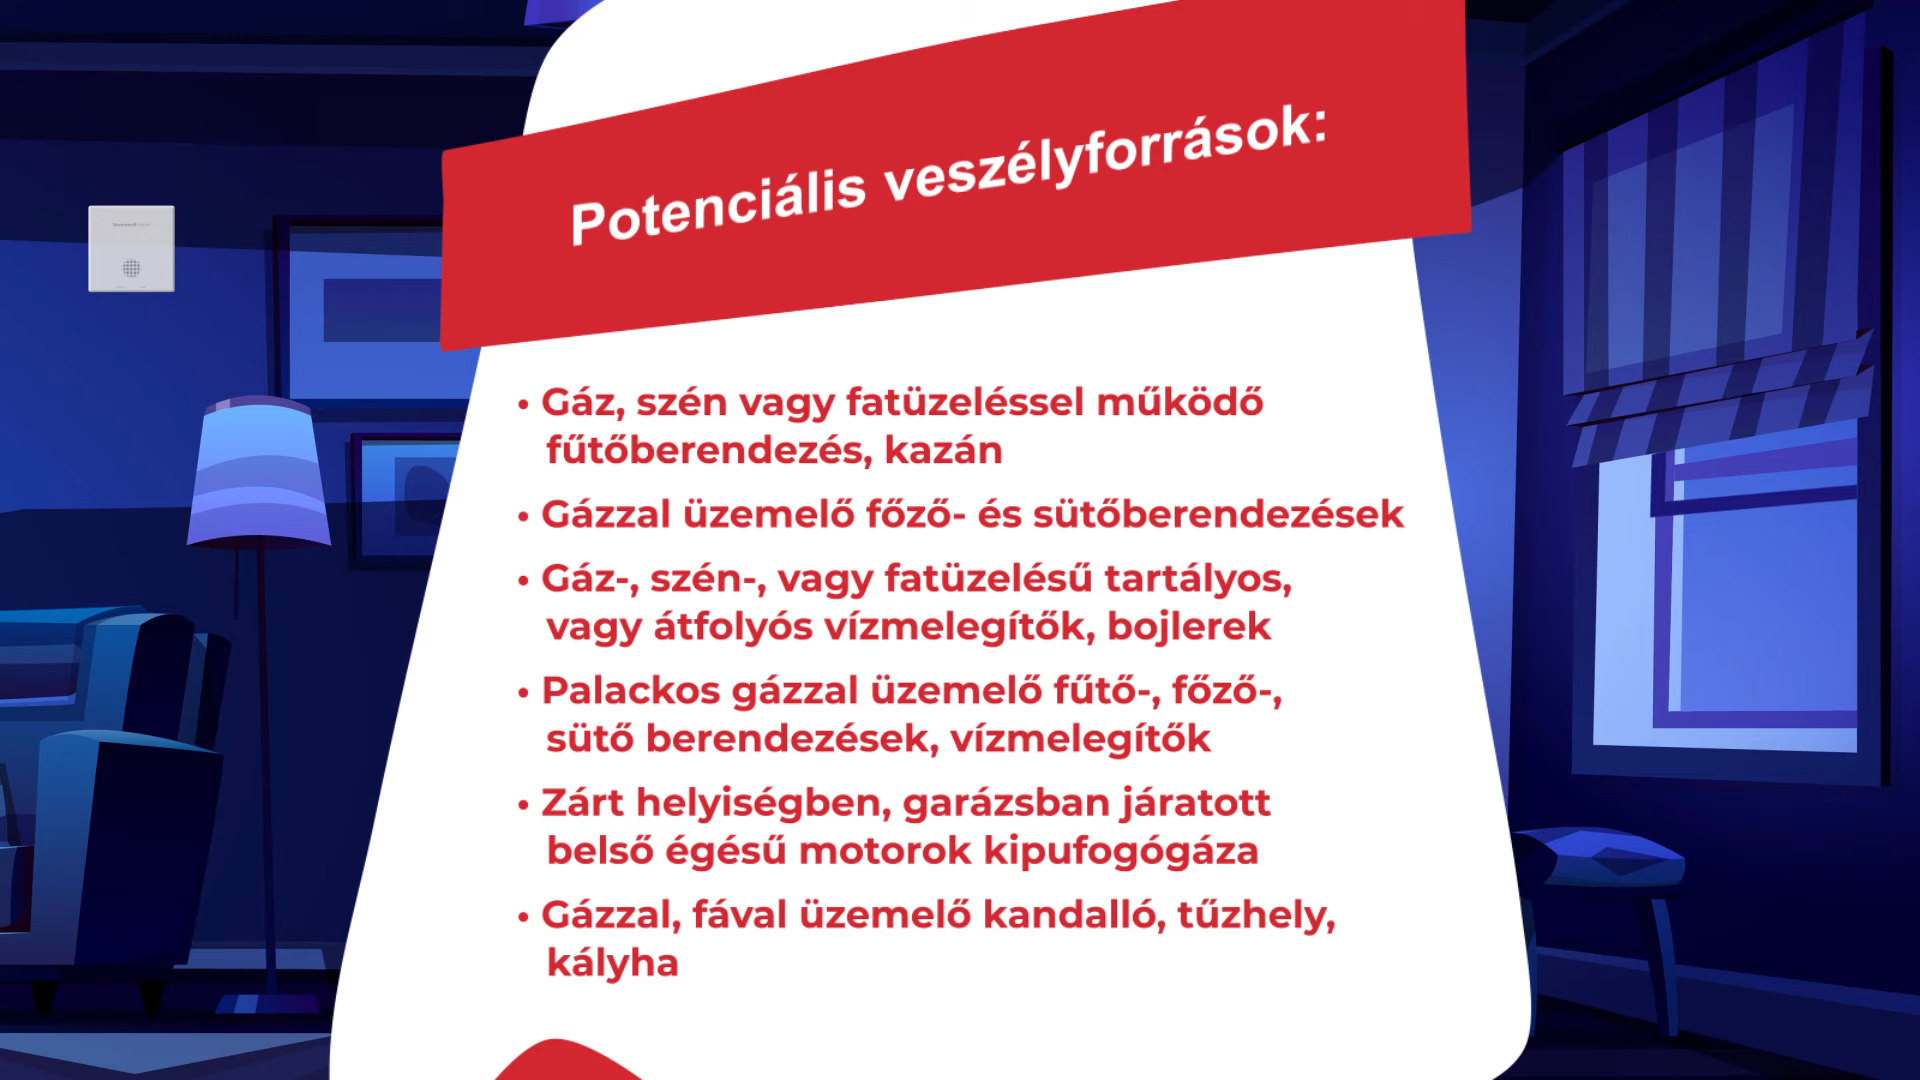 Potenciális veszélyforrások:
• Gáz, szén vagy fatüzeléssel működő
fűtőberendezés, kazán
• Gázzal üzemelő főző- és sütőberendezések
• Gáz-, szén-, vagy fatüzelésű tartályos,
vagy átfolyós vízmelegítők, bojlerek
• Palackos gázzal üzemelő fűtő-, főző-,
sütő berendezések, vízmelegítők
• Zárt helyiségben, garázsban járatott
belső égésű motorok kipufogógáza
• Gázzal, fával üzemelő kandalló, tűzhely,
kályha